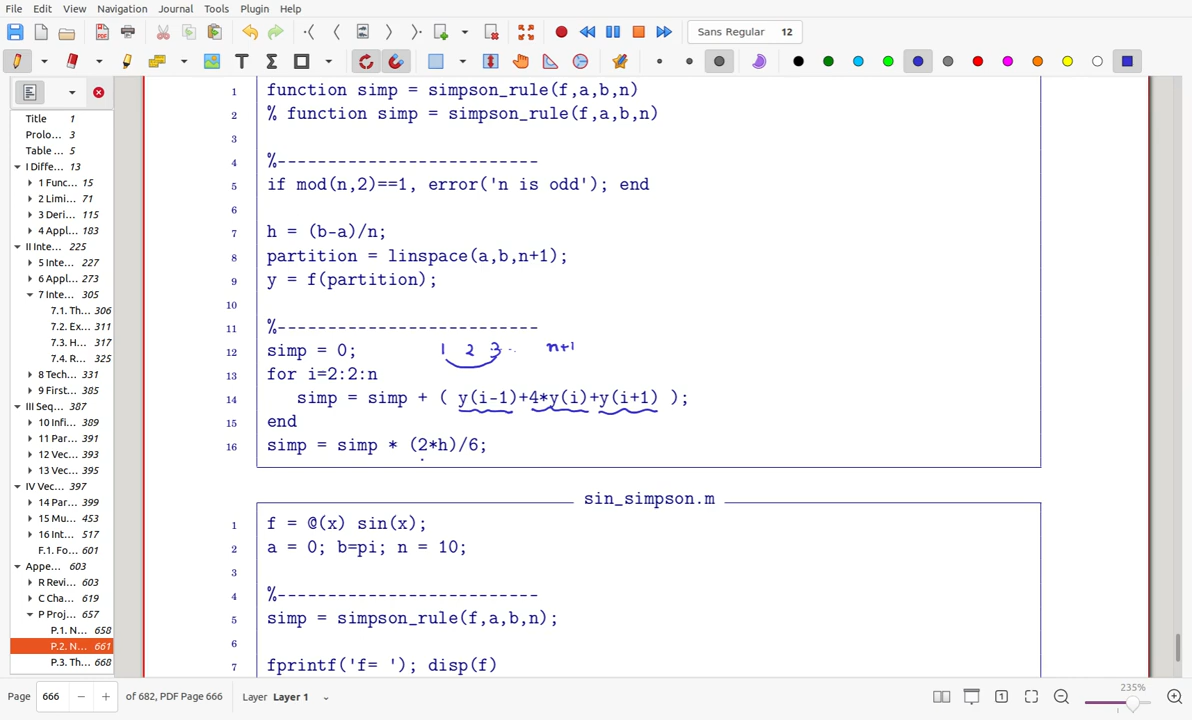 File Edit View Navigation Journal Tools Plugin Help
Sans Regular 12
Title 1
Prolo... 3
Table ... 5
I Diffe... 13
1 Func... 15
2 Limi... 71
3 Deri... 115
4 Appl... 183
II Inte... 225
5 Inte... 227
6 Appl... 273
7 Inte... 305
7.1. Th... 306
7.2. Ex... 311
7.3. H... 317
7.4. R... 325
8 Tech... 331
9 First... 385
III Seq... 387
10 Infi... 389
11 Par... 391
12 Vec... 393
13 Vec... 395
IV Vec... 397
14 Par... 399
15 Mu... 453
16 Int... 517
F.1. Fo... 601
Appe... 603
R Revi... 603
C Cha... 619
P Proj... 657
P.1. N... 658
P.2. N... 661
P.3. Th... 668
1 function simp = simpson_rule(f,a,b,n)
2 % function simp = simpson_rule(f,a,b,n)
3
4 %--------------------------
5 if mod(n,2)==1, error('n is odd'); end
6
7 h = (b-a)/n;
8 partition = linspace(a,b,n+1);
9 y = f(partition);
10
11 %--------------------------
12 simp = 0; 1 2 3 .. n+1
13 for i=2:2:n
14 simp = simp + ( y(i-1)+4*y(i)+y(i+1) );
15 end
16 simp = simp * (2*h)/6;
sin_simpson.m
1 f = @(x) sin(x);
2 a = 0; b=pi; n = 10;
3
4 %--------------------------
5 simp = simpson_rule(f,a,b,n);
6
7 fprintf('f= '); disp(f)
Page 666 of 682, PDF Page 666 Layer Layer 1 235%